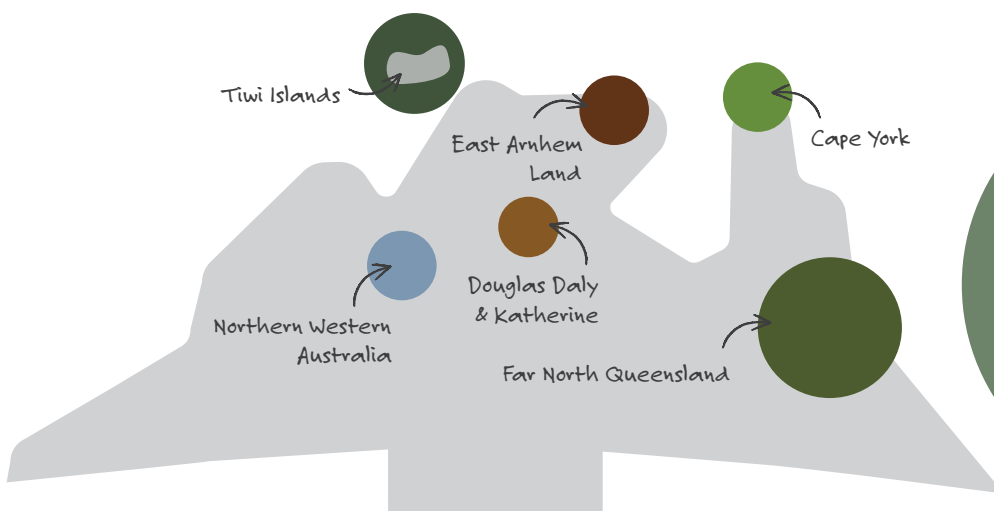 Tiwi Islands
East Arnhem
Land
Cape York
Douglas Daly
& Katherine
Northern Western
Australia
Far North Queensland